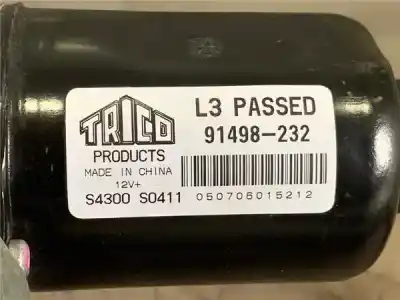 TRICO
PRODUCTS
MADE IN CHINA
12V+
S4300 S0411
L3 PASSED
91498-232
050706015212